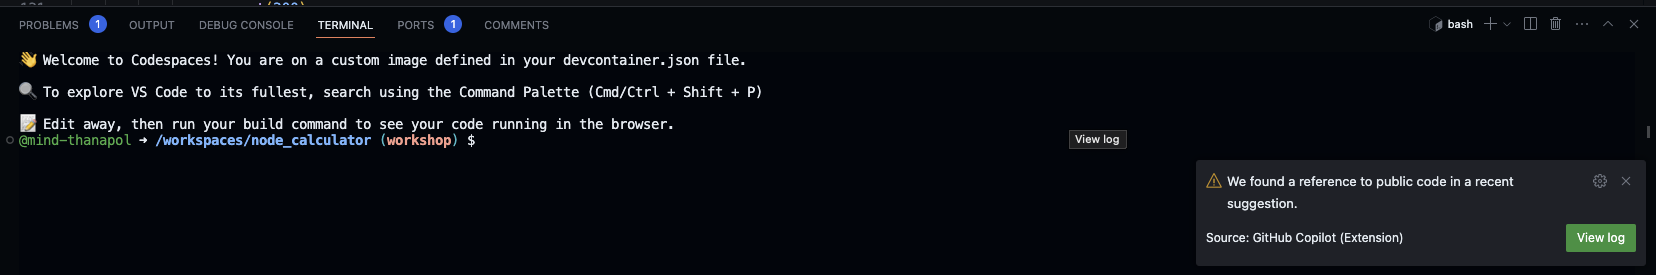 PROBLEMS 1 OUTPUT DEBUG CONSOLE TERMINAL PORTS 1 COMMENTS bash
👋 Welcome to Codespaces! You are on a custom image defined in your devcontainer.json file.
🔍 To explore VS Code to its fullest, search using the Command Palette (Cmd/Ctrl + Shift + P)
📝 Edit away, then run your build command to see your code running in the browser.
@mind-thanapol ➜ /workspaces/node_calculator (workshop) $
View log
We found a reference to public code in a recent
suggestion.
Source: GitHub Copilot (Extension) View log